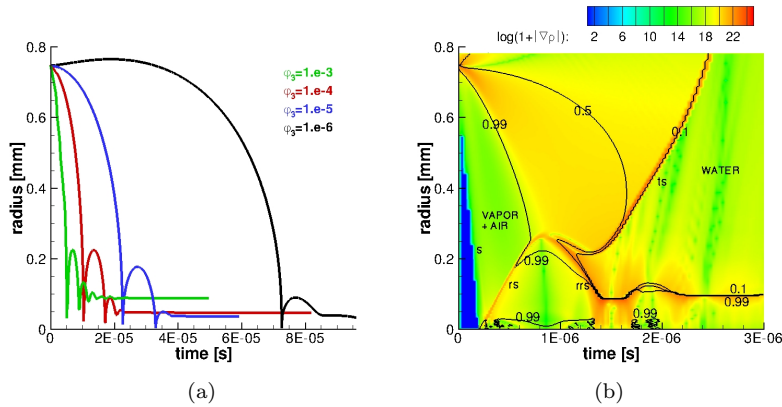 log(1+|∇ρ|): 2 6 10 14 18 22
0.8
0.6
0.4
0.2
0
radius [mm]
φ₃=1.e-3
φ₃=1.e-4
φ₃=1.e-5
φ₃=1.e-6
0 2E-05 4E-05 6E-05 8E-05
time [s]
(a)
0.8
0.6
0.4
0.2
0
radius [mm]
0.99
0.5
0.1
WATER
ts
VAPOR
+ AIR
s
0.99
rs
rrs
0.1
0.99
0.99
0.99
0 1E-06 2E-06 3E-06
time [s]
(b)